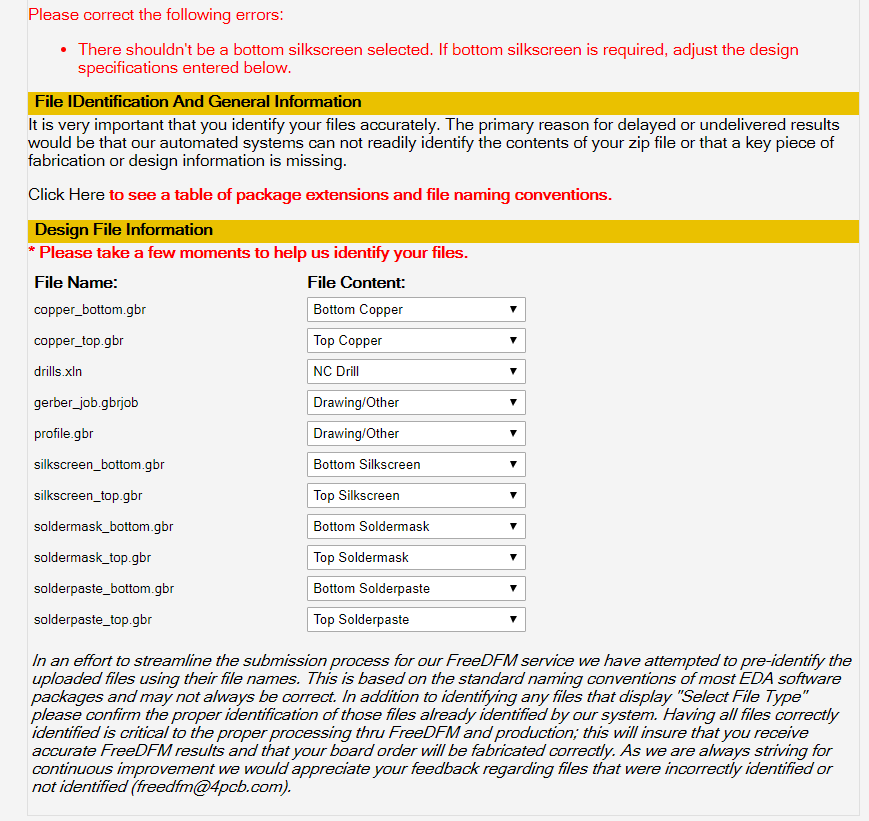 Please correct the following errors:
• There shouldn't be a bottom silkscreen selected. If bottom silkscreen is required, adjust the design
specifications entered below.
File IDentification And General Information
It is very important that you identify your files accurately. The primary reason for delayed or undelivered results
would be that our automated systems can not readily identify the contents of your zip file or that a key piece of
fabrication or design information is missing.
Click Here to see a table of package extensions and file naming conventions.
Design File Information
* Please take a few moments to help us identify your files.
File Name: File Content:
copper_bottom.gbr Bottom Copper
copper_top.gbr Top Copper
drills.xln NC Drill
gerber_job.gbrjob Drawing/Other
profile.gbr Drawing/Other
silkscreen_bottom.gbr Bottom Silkscreen
silkscreen_top.gbr Top Silkscreen
soldermask_bottom.gbr Bottom Soldermask
soldermask_top.gbr Top Soldermask
solderpaste_bottom.gbr Bottom Solderpaste
solderpaste_top.gbr Top Solderpaste
In an effort to streamline the submission process for our FreeDFM service we have attempted to pre-identify the
uploaded files using their file names. This is based on the standard naming conventions of most EDA software
packages and may not always be correct. In addition to identifying any files that display "Select File Type"
please confirm the proper identification of those files already identified by our system. Having all files correctly
identified is critical to the proper processing thru FreeDFM and production; this will insure that you receive
accurate FreeDFM results and that your board order will be fabricated correctly. As we are always striving for
continuous improvement we would appreciate your feedback regarding files that were incorrectly identified or
not identified (freedfm@4pcb.com).